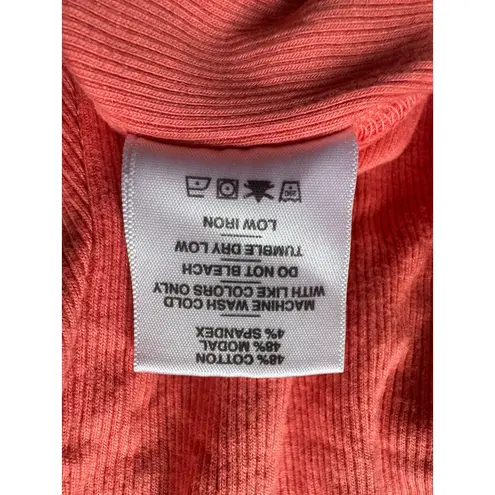 48% COTTON
48% MODAL
4% SPANDEX
MACHINE WASH COLD
WITH LIKE COLORS ONLY
DO NOT BLEACH
TUMBLE DRY LOW
LOW IRON